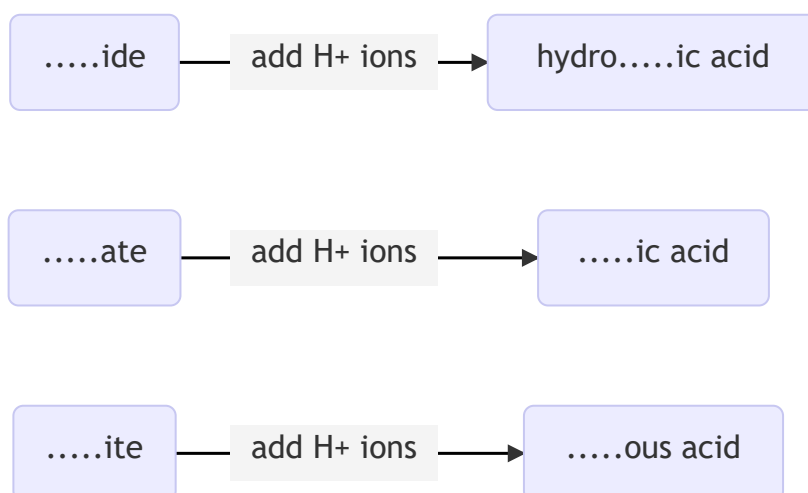 .....ide add H+ ions hydro.....ic acid
.....ate add H+ ions .....ic acid
.....ite add H+ ions .....ous acid